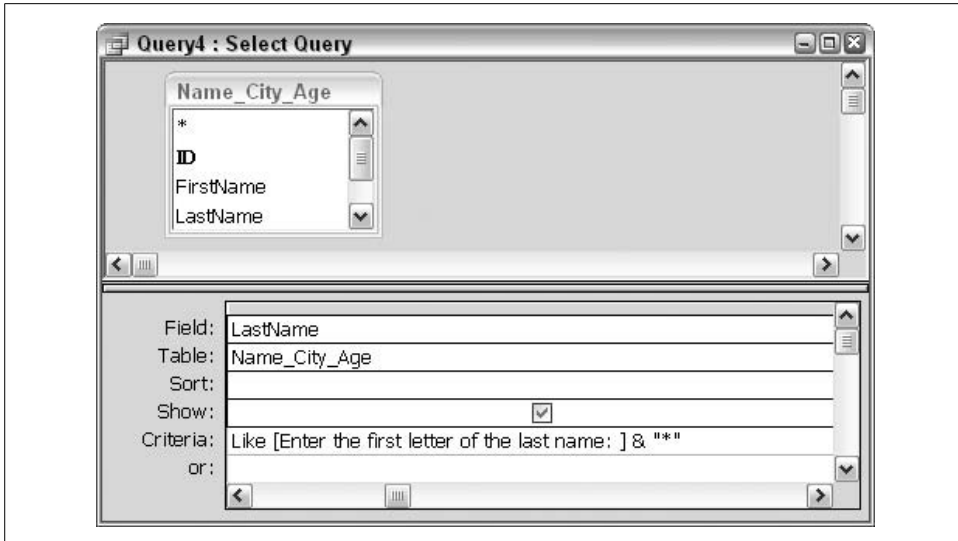 Query4 : Select Query
Name_City_Age
*
ID
FirstName
LastName
Field: LastName
Table: Name_City_Age
Sort:
Show:
Criteria: Like [Enter the first letter of the last name: ] & "*"
or: